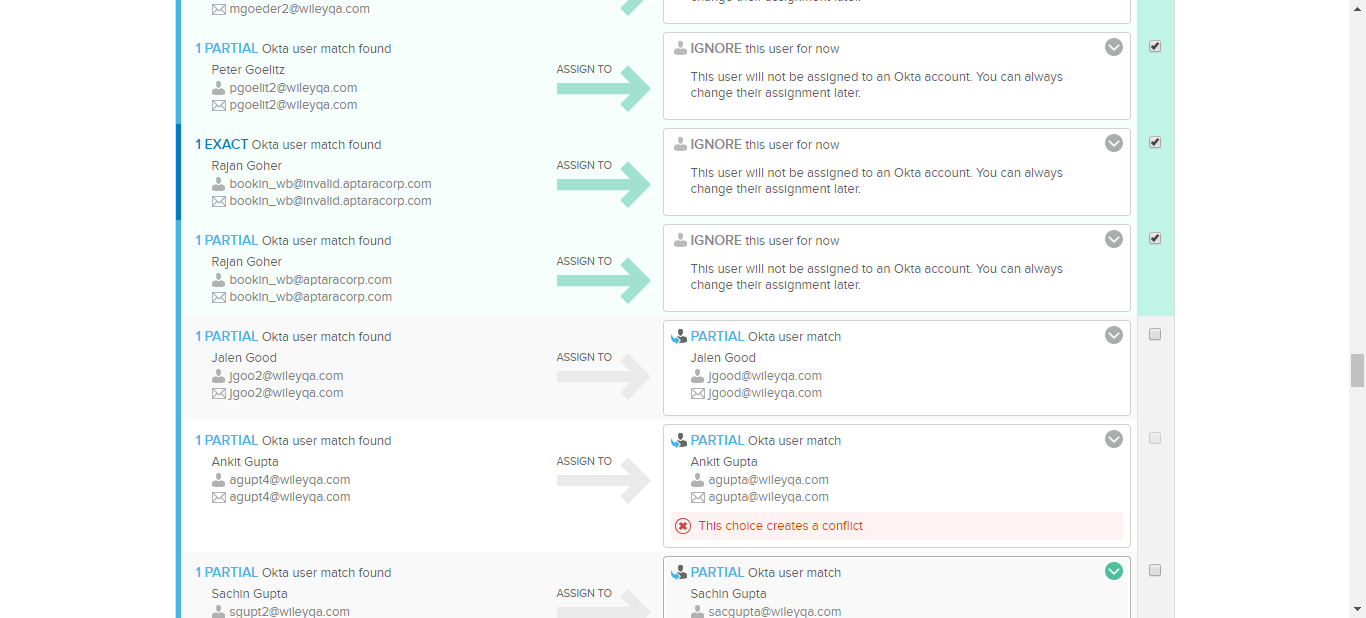 mgoeder2@wileyqa.com
change their assignment later.
1 PARTIAL Okta user match found
Peter Goelitz
pgoelit2@wileyqa.com
pgoelit2@wileyqa.com
ASSIGN TO
IGNORE this user for now
This user will not be assigned to an Okta account. You can always
change their assignment later.
1 EXACT Okta user match found
Rajan Goher
bookin_wb@invalid.aptaracorp.com
bookin_wb@invalid.aptaracorp.com
ASSIGN TO
IGNORE this user for now
This user will not be assigned to an Okta account. You can always
change their assignment later.
1 PARTIAL Okta user match found
Rajan Goher
bookin_wb@aptaracorp.com
bookin_wb@aptaracorp.com
ASSIGN TO
IGNORE this user for now
This user will not be assigned to an Okta account. You can always
change their assignment later.
1 PARTIAL Okta user match found
Jalen Good
jgoo2@wileyqa.com
jgoo2@wileyqa.com
ASSIGN TO
PARTIAL Okta user match
Jalen Good
jgood@wileyqa.com
jgood@wileyqa.com
1 PARTIAL Okta user match found
Ankit Gupta
agupt4@wileyqa.com
agupt4@wileyqa.com
ASSIGN TO
PARTIAL Okta user match
Ankit Gupta
agupta@wileyqa.com
agupta@wileyqa.com
This choice creates a conflict
1 PARTIAL Okta user match found
Sachin Gupta
sgupt2@wileyqa.com
ASSIGN TO
PARTIAL Okta user match
Sachin Gupta
sacgupta@wileyqa.com